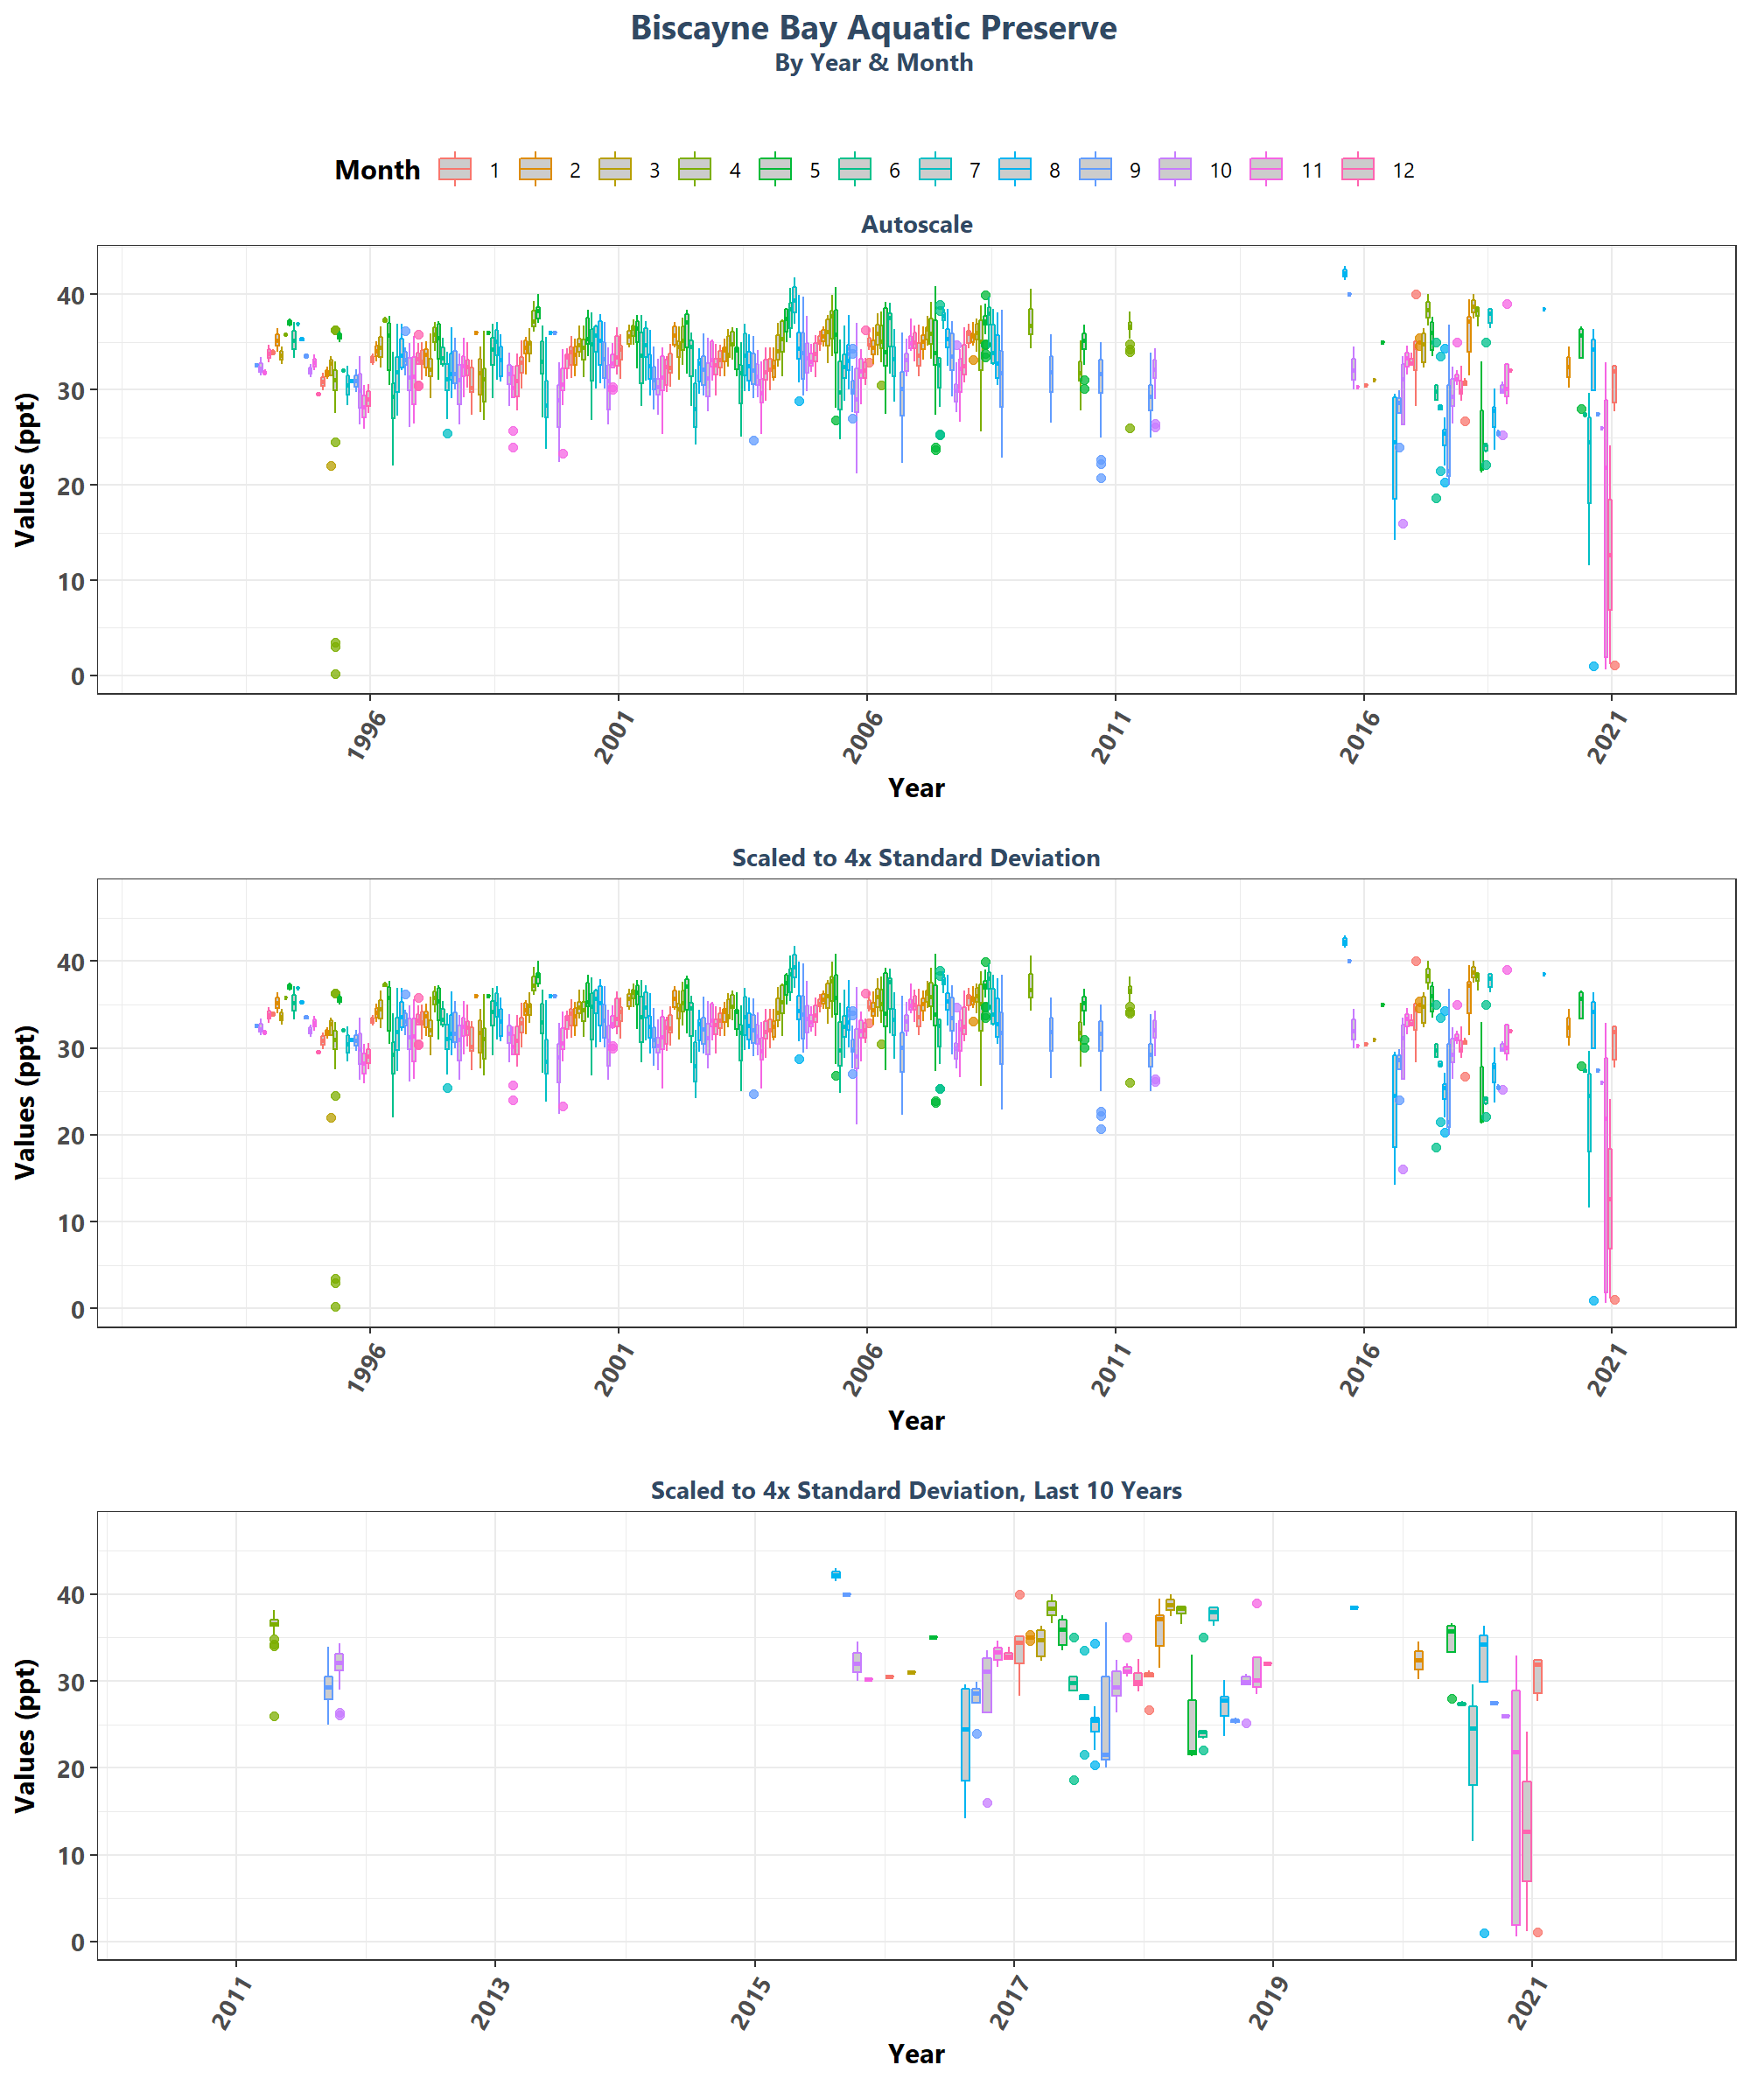 Biscayne Bay Aquatic Preserve
By Year & Month
Month 1 2 3 4 5 6 7 8 9 10 11 12
Autoscale
Values (ppt)
40
30
20
10
0
1996 2001 2006 2011 2016 2021
Year
Scaled to 4x Standard Deviation
Values (ppt)
40
30
20
10
0
1996 2001 2006 2011 2016 2021
Year
Scaled to 4x Standard Deviation, Last 10 Years
Values (ppt)
40
30
20
10
0
2011 2013 2015 2017 2019 2021
Year